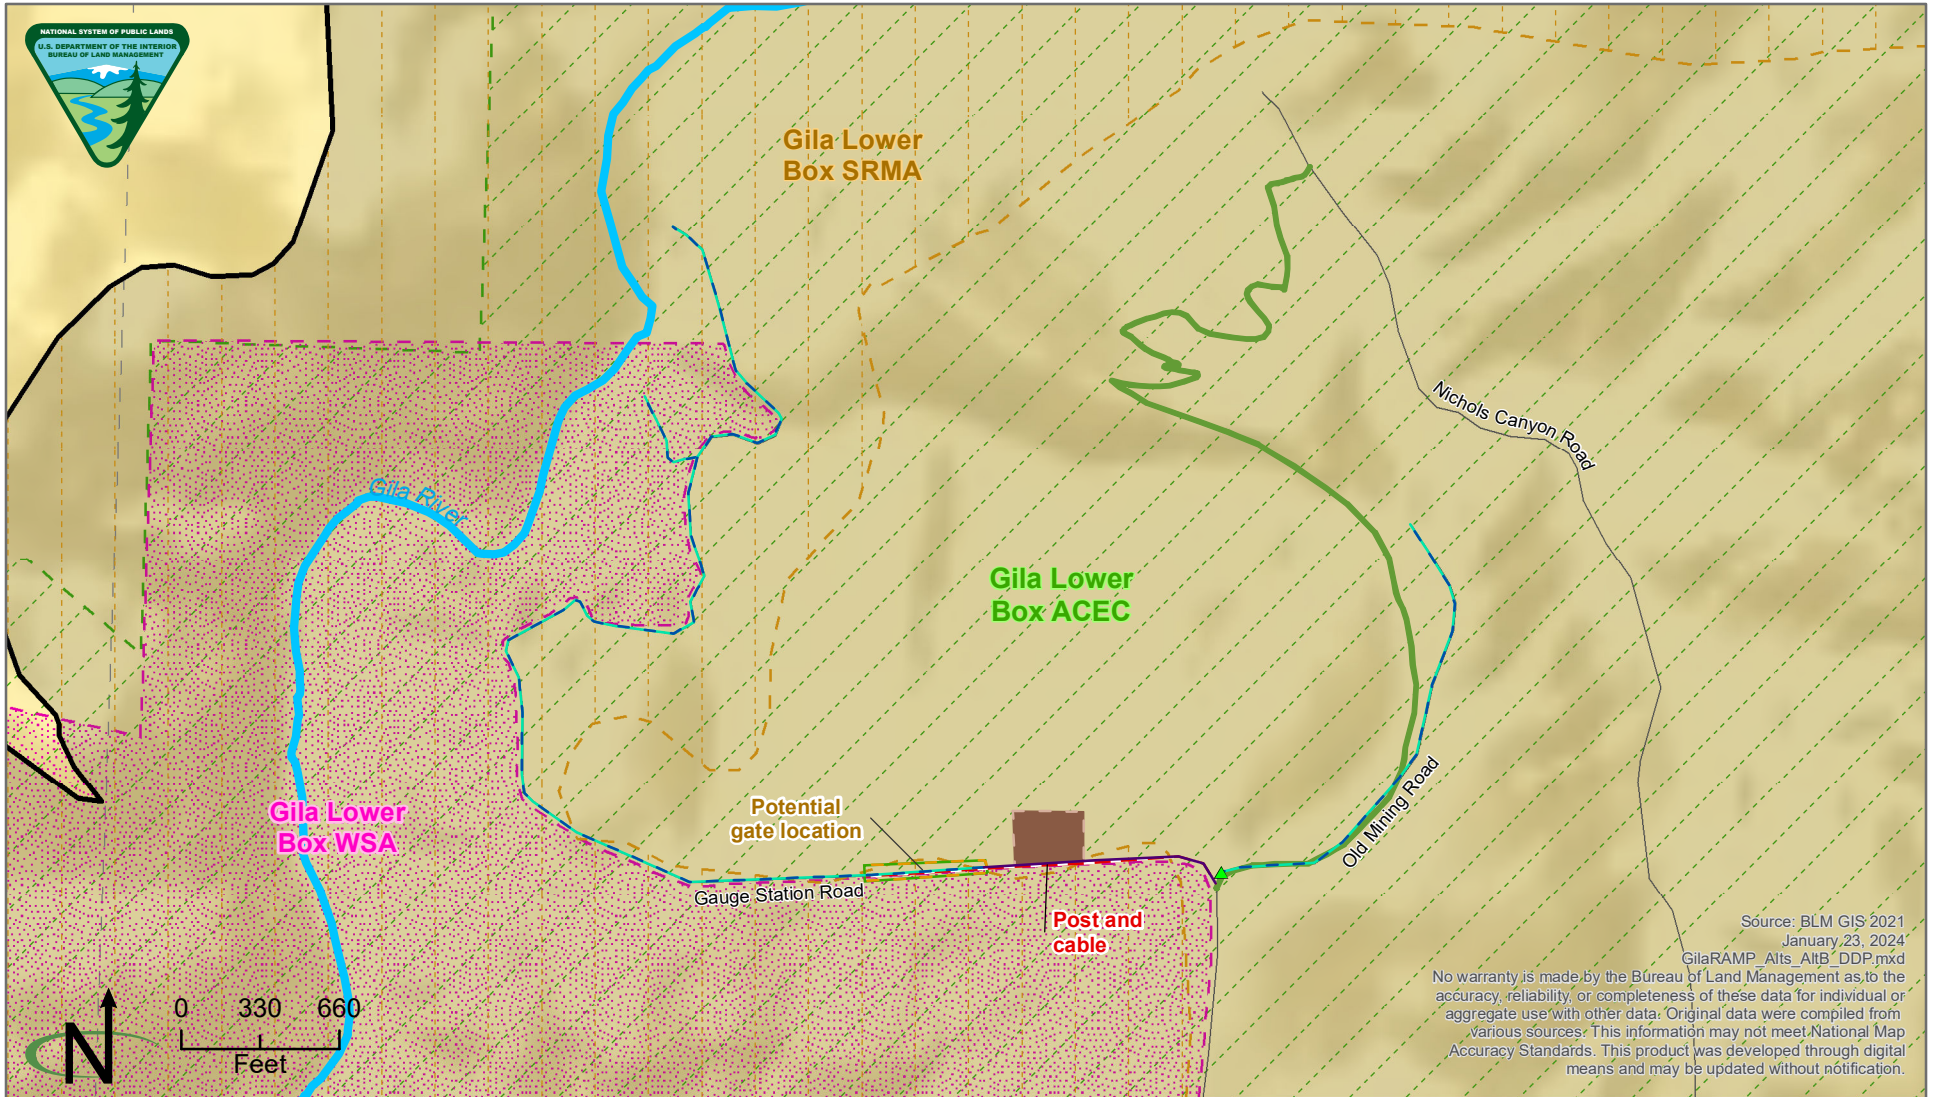 NATIONAL SYSTEM OF PUBLIC LANDS
U.S. DEPARTMENT OF THE INTERIOR
BUREAU OF LAND MANAGEMENT
Gila Lower
Box SRMA
Nichols Canyon Road
Gila River
Gila Lower
Box ACEC
Old Mining Road
Potential
gate location
Gila Lower
Box WSA
Gauge Station Road
Post and
cable
0 330 660
Feet
N
Source: BLM GIS 2021
January 23, 2024
GilaRAMP_Alts_AltB_DDP.mxd
No warranty is made by the Bureau of Land Management as to the
accuracy, reliability, or completeness of these data for individual or
aggregate use with other data. Original data were compiled from
various sources. This information may not meet National Map
Accuracy Standards. This product was developed through digital
means and may be updated without notification.